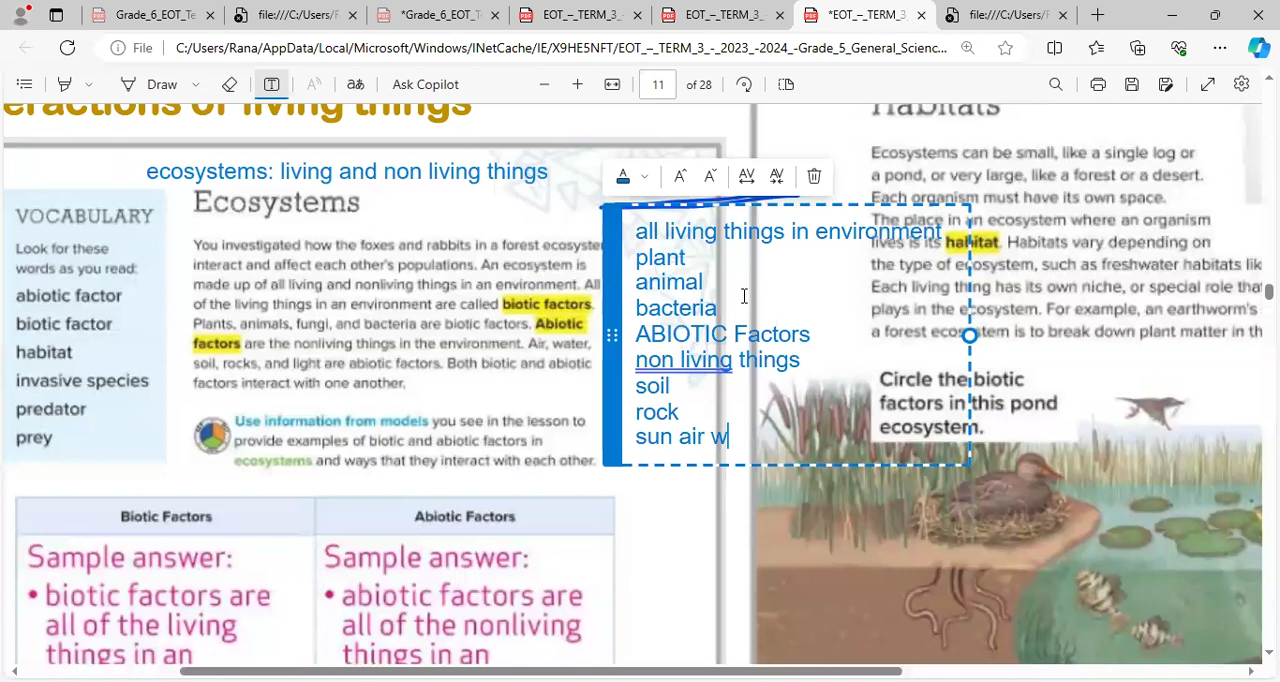 Grade_6_EOT_Te
file:///C:/Users/F
*Grade_6_EOT_T
EOT_–_TERM_3_
EOT_–_TERM_3_
*EOT_–_TERM_3_
file:///C:/Users/F
File
C:/Users/Rana/AppData/Local/Microsoft/Windows/INetCache/IE/X9HE5NFT/EOT_–_TERM_3_-_2023_-2024_-Grade_5_General_Scienc...
Draw
Ask Copilot
11
of 28
eractions of living things
ecosystems: living and non living things
VOCABULARY
Look for these
words as you read:
abiotic factor
biotic factor
habitat
invasive species
predator
prey
Ecosystems
You investigated how the foxes and rabbits in a forest ecosyste
interact and affect each other's populations. An ecosystem is
made up of all living and nonliving things in an environment. All
of the living things in an environment are called biotic factors.
Plants, animals, fungi, and bacteria are biotic factors. Abiotic
factors are the nonliving things in the environment. Air, water,
soil, rocks, and light are abiotic factors. Both biotic and abiotic
factors interact with one another.
Use information from models you see in the lesson to
provide examples of biotic and abiotic factors in
ecosystems and ways that they interact with each other.
Biotic Factors
Abiotic Factors
Sample answer:
• biotic factors are
all of the living
things in an
Sample answer:
• abiotic factors are
all of the nonliving
things in an
all living things in environment
plant
animal
bacteria
ABIOTIC Factors
non living things
soil
rock
sun air w
Habitats
Ecosystems can be small, like a single log or
a pond, or very large, like a forest or a desert.
Each organism must have its own space.
The place in an ecosystem where an organism
lives is its habitat. Habitats vary depending on
the type of ecosystem, such as freshwater habitats lik
Each living thing has its own niche, or special role that
plays in the ecosystem. For example, an earthworm's
a forest ecosystem is to break down plant matter in th
Circle the biotic
factors in this pond
ecosystem.